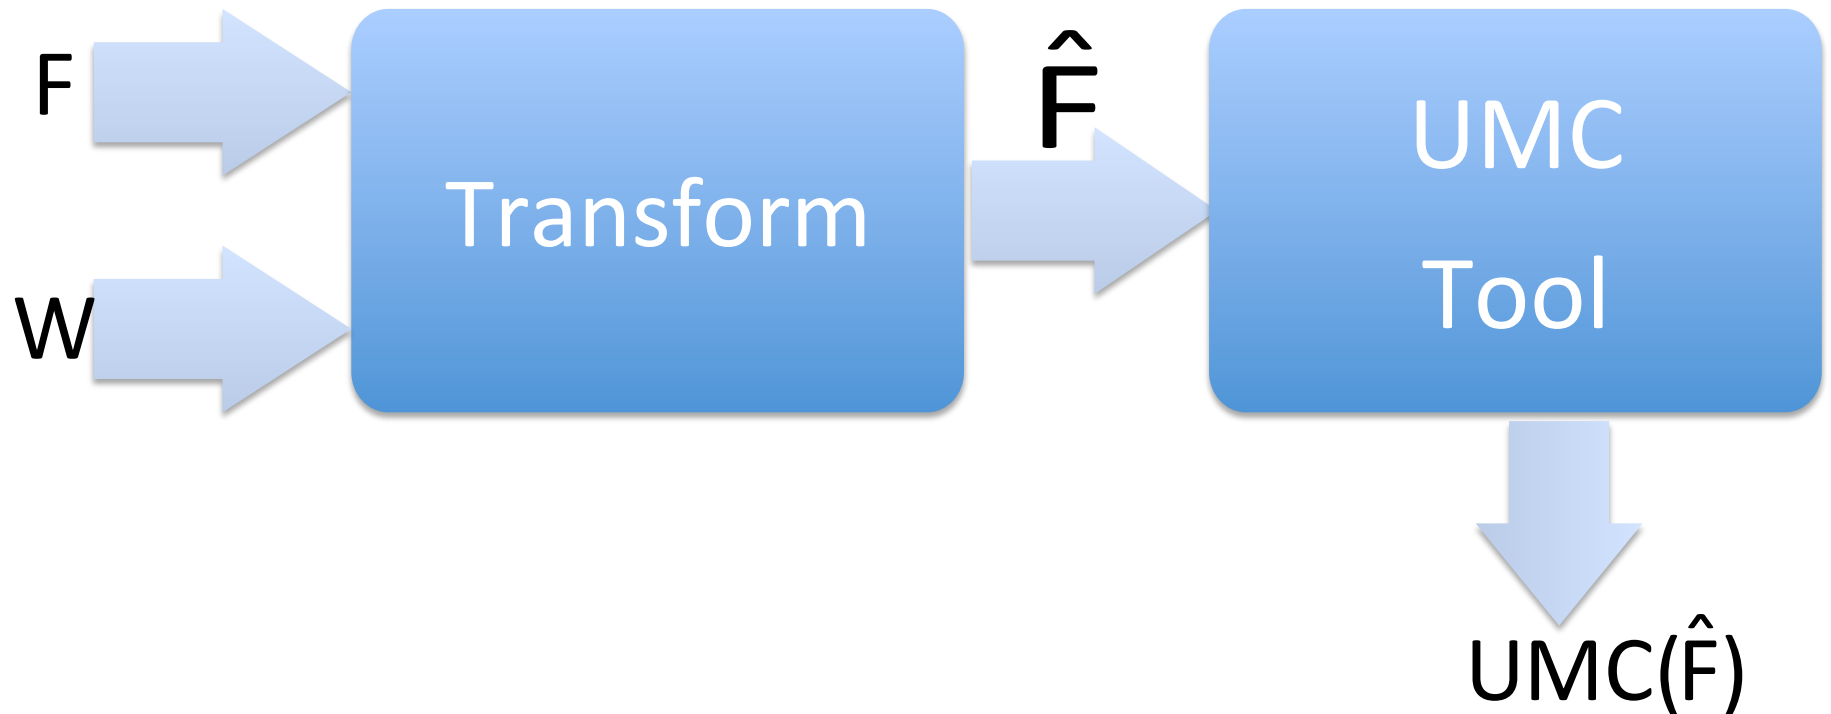 F
W
Transform
F̂
UMC
Tool
UMC(F̂)